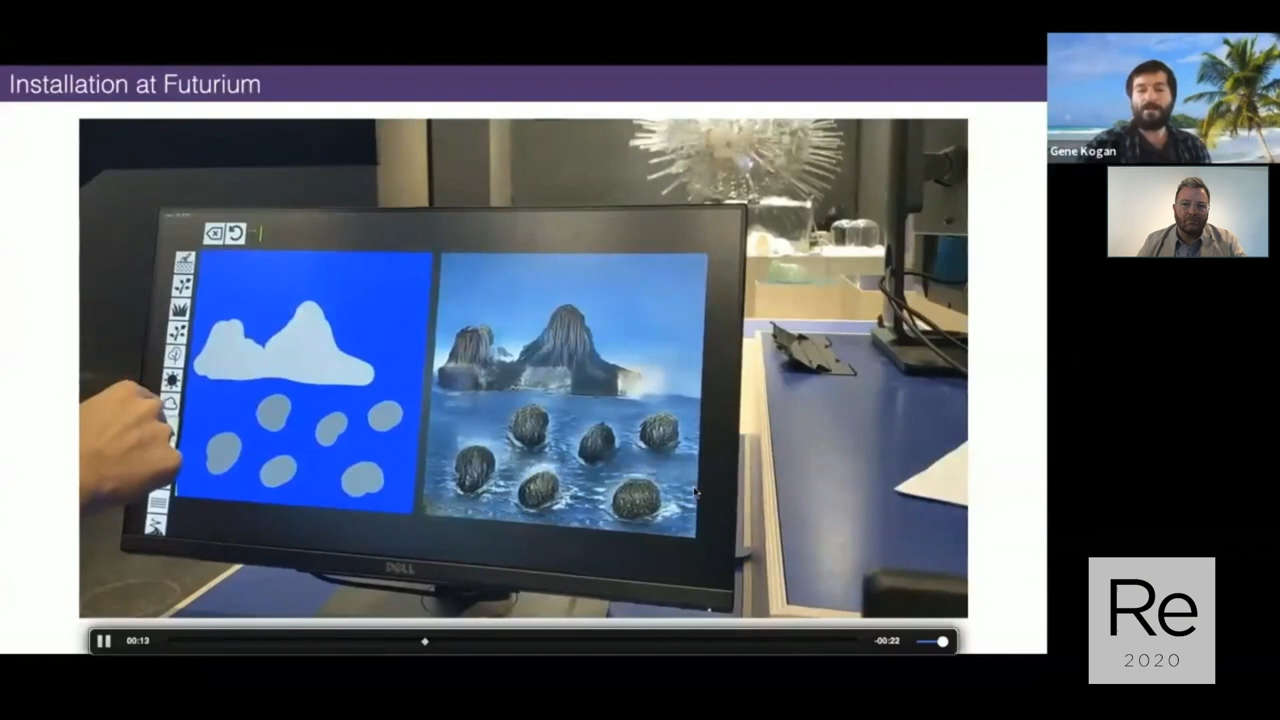 Installation at Futurium
Gene Kogan
DELL
00:13
-00:22
Re
2020